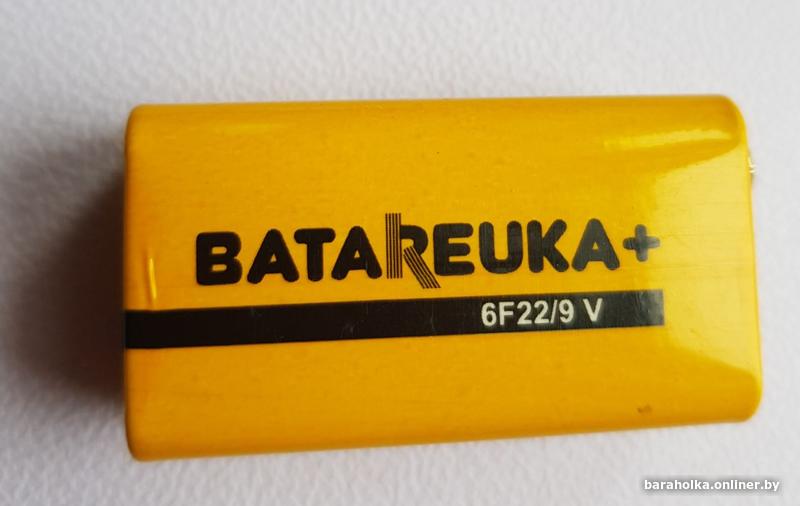 BATAREUKA+
6F22/9 V
baraholka.onliner.by